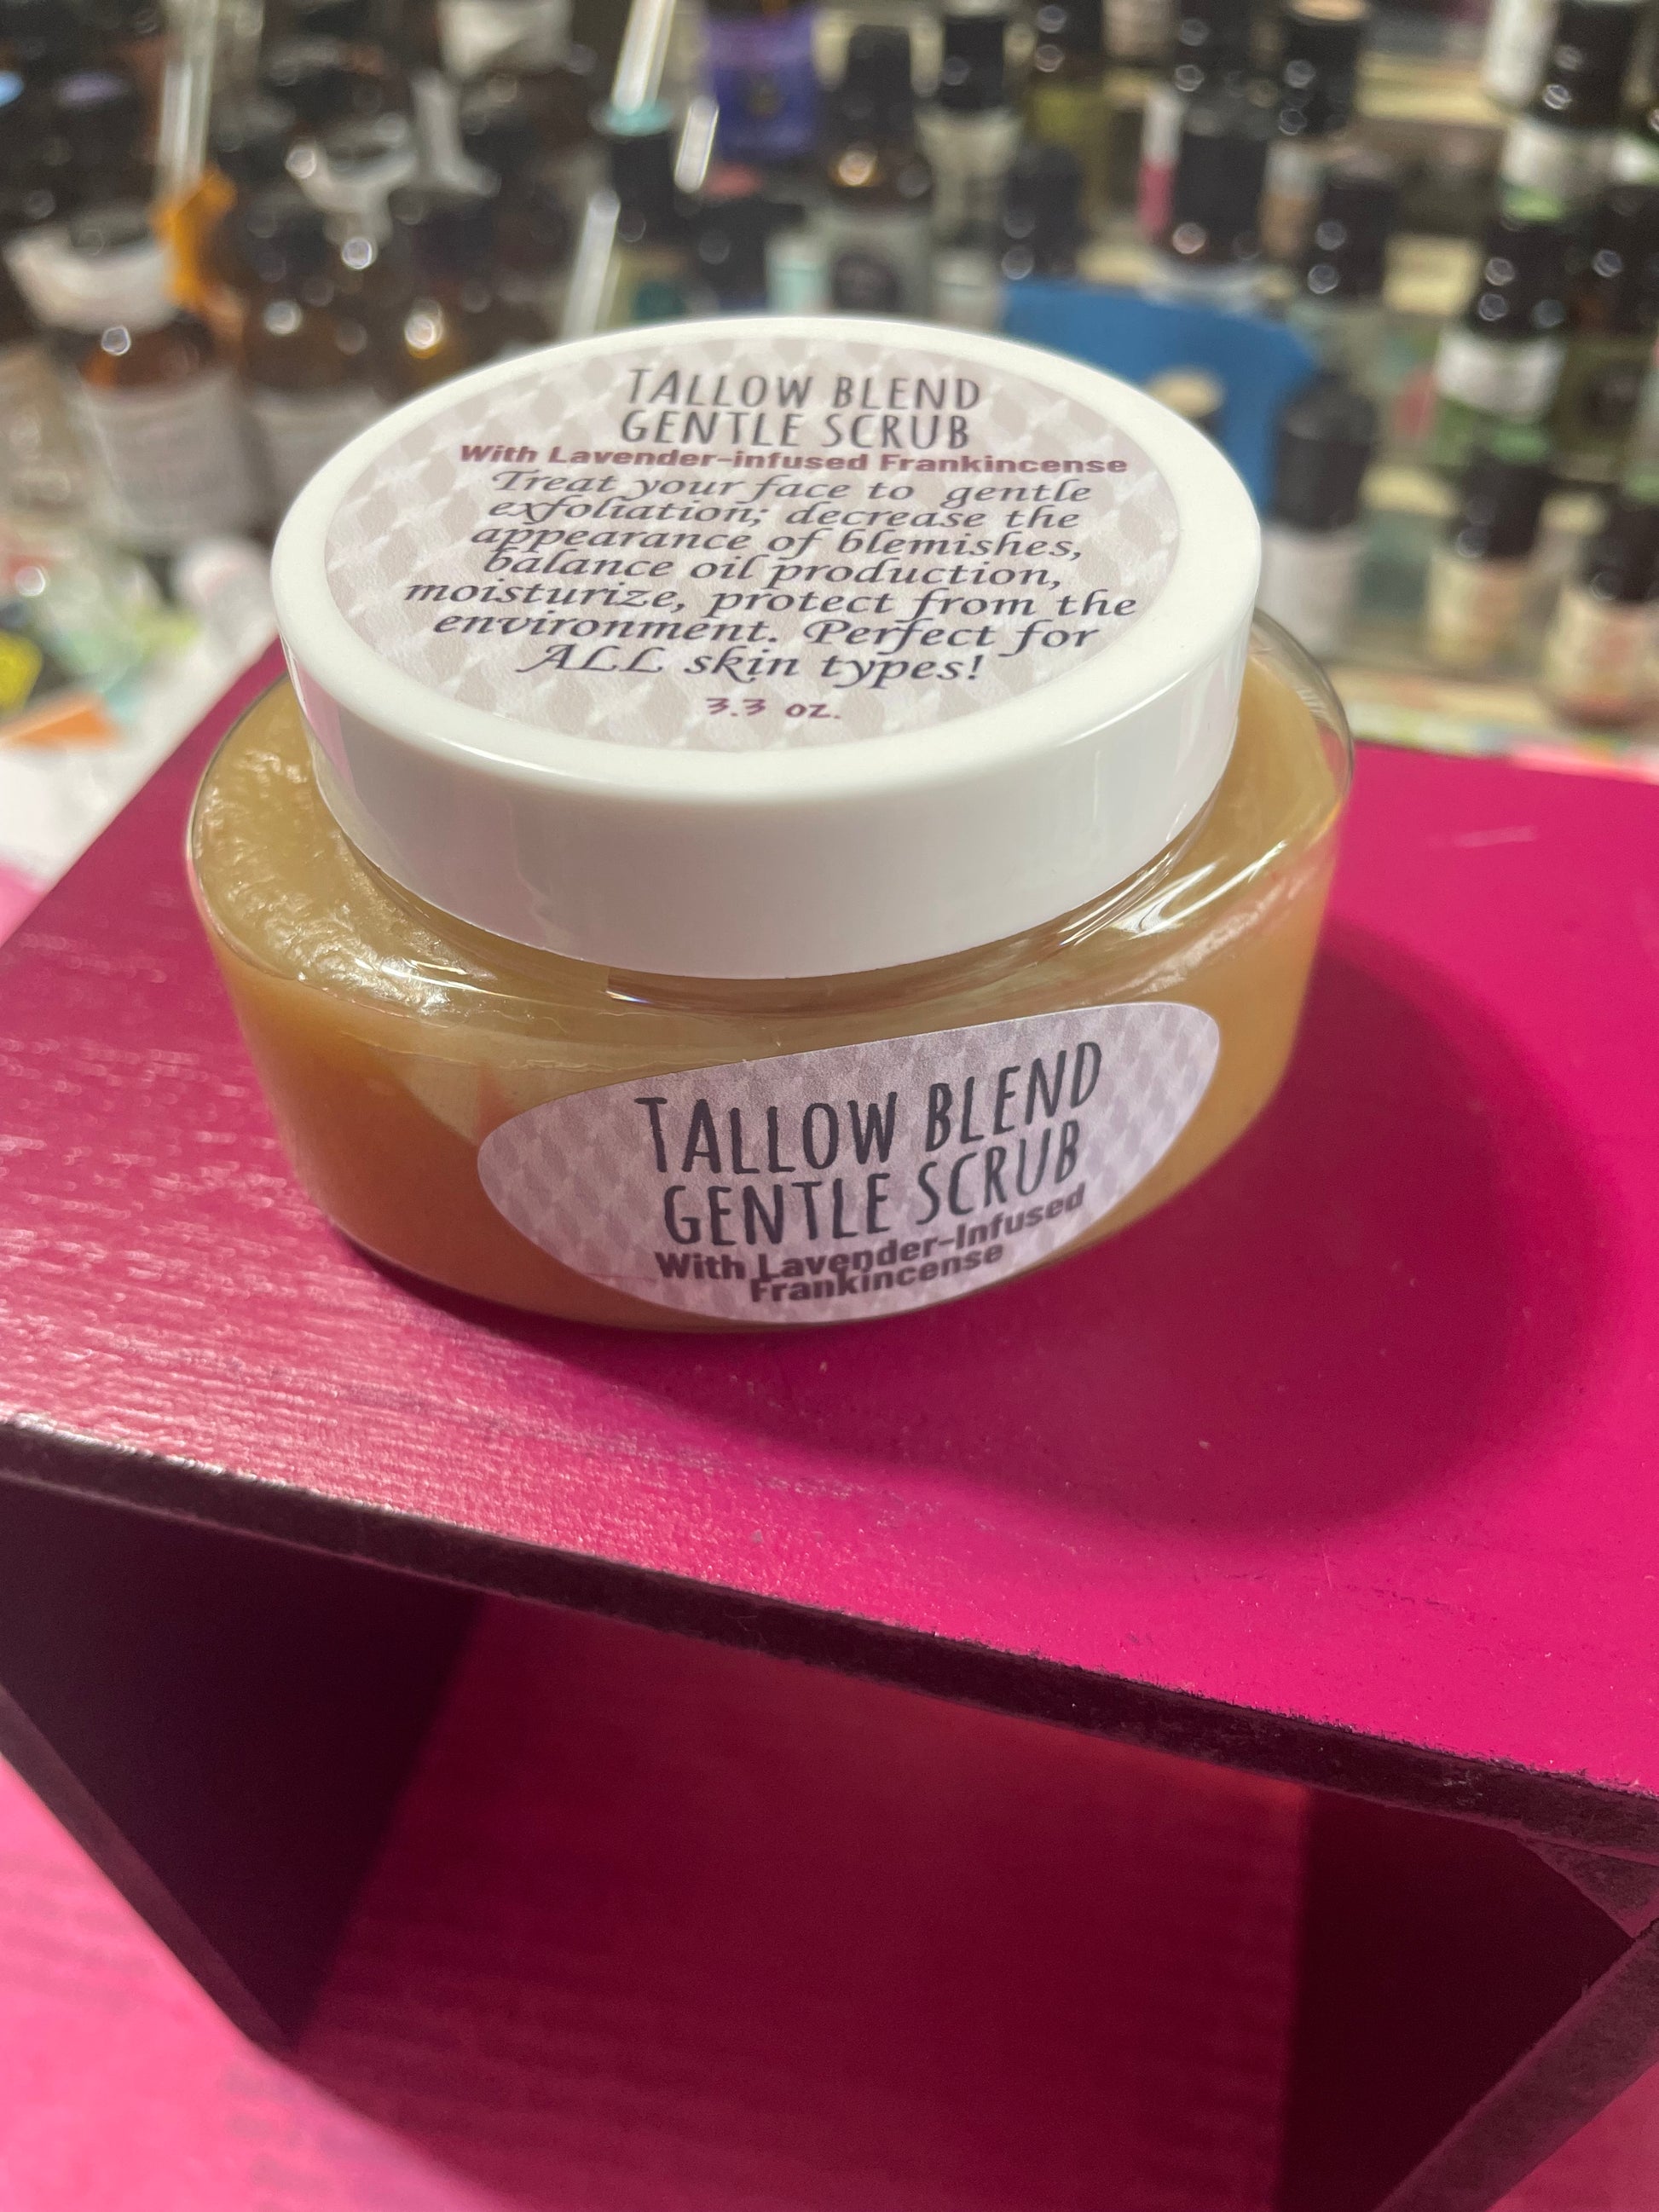 TALLOW BLEND
GENTLE SCRUB
With Lavender-infused Frankincense
Treat your face to gentle
exfoliation; decrease the
appearance of blemishes,
balance oil production,
moisturize, protect from the
environment. Perfect for
ALL skin types!
3.3 oz.
TALLOW BLEND
GENTLE SCRUB
With Lavender-Infused
Frankincense